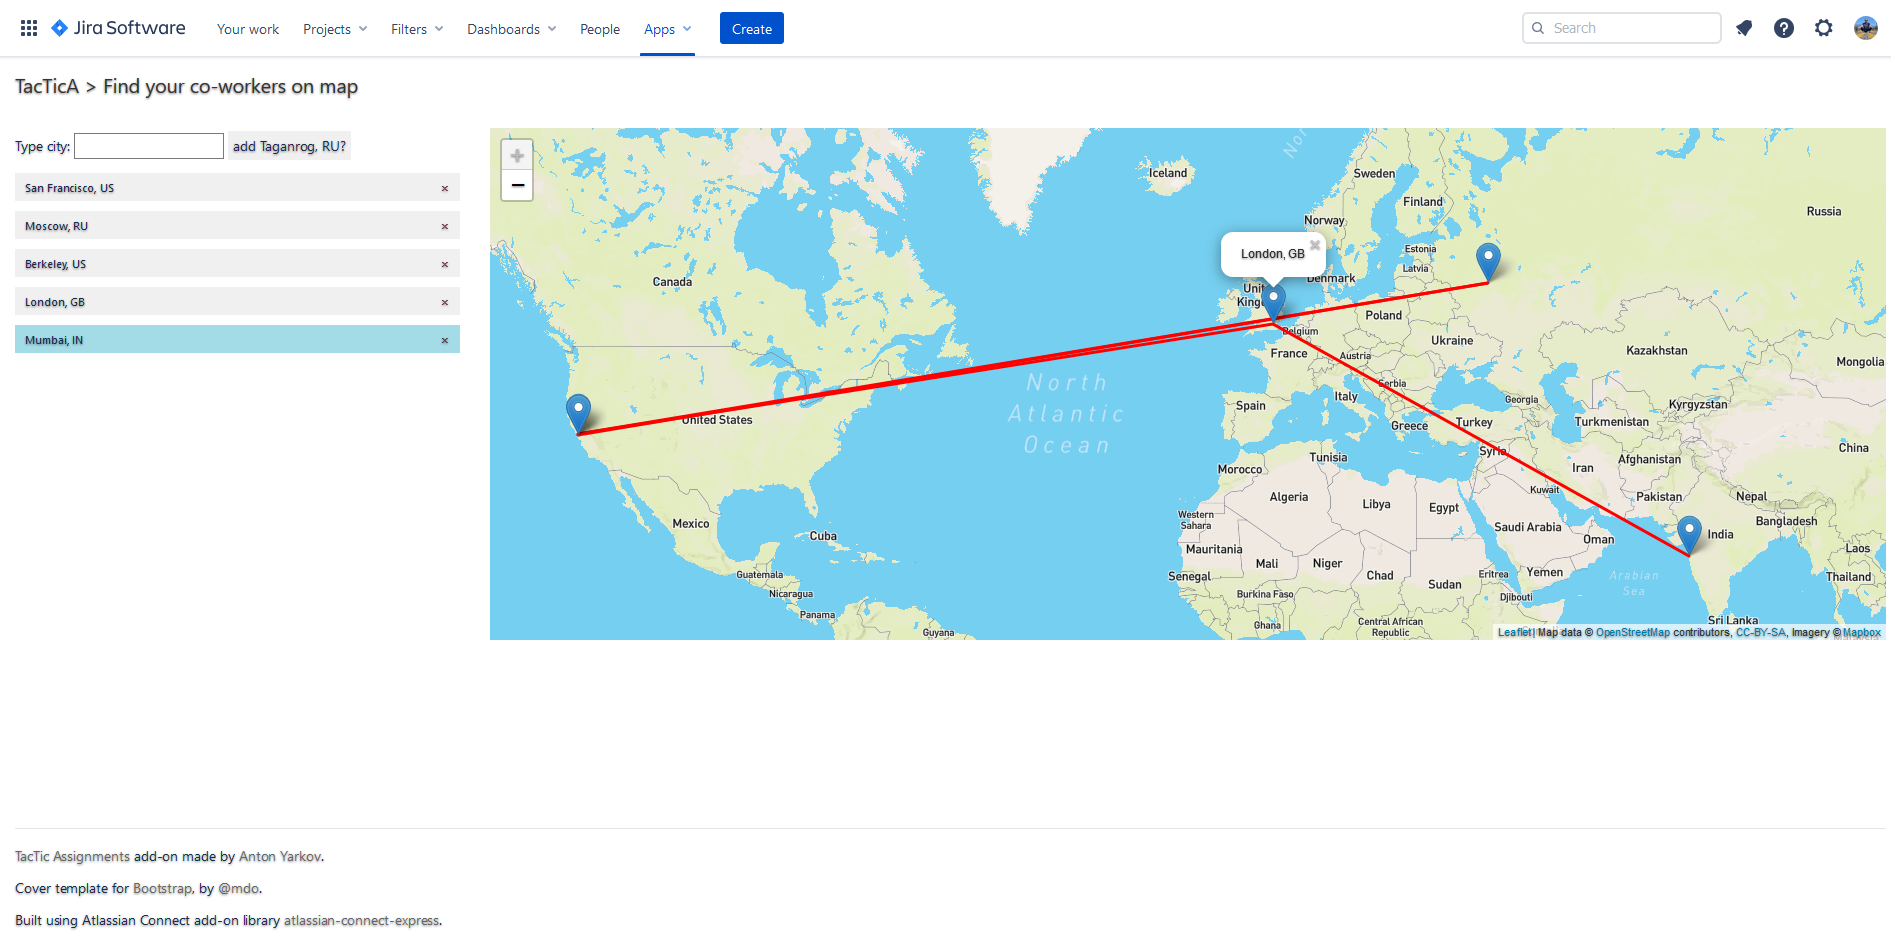 Jira Software Your work Projects Filters Dashboards People Apps Create Search
TacTicA > Find your co-workers on map
Type city: add Taganrog, RU?
San Francisco, US ×
Moscow, RU ×
Berkeley, US ×
London, GB ×
Mumbai, IN ×
+
−
Iceland
Sweden
Finland
Norway
Russia
Estonia
Latvia
London, GB ×
Denmark
Canada
Poland
Belgium
Ukraine
France
Austria
Kazakhstan
Mongolia
Serbia
North
Atlantic
Ocean
Italy
Spain
Georgia
Kyrgyzstan
United States
Greece
Turkey
Turkmenistan
China
Syria
Tunisia
Afghanistan
Morocco
Iran
Algeria
Libya
Egypt
Kuwait
Pakistan
Nepal
Western
Sahara
Mexico
Cuba
Saudi Arabia
Oman
India
Bangladesh
Mauritania
Mali
Niger
Chad
Laos
Senegal
Sudan
Eritrea
Yemen
Arabian
Sea
Thailand
Guatemala
Nicaragua
Burkina Faso
Djibouti
Panama
Ghana
Central African
Republic
Sri Lanka
Guyana
Leaflet | Map data © OpenStreetMap contributors, CC-BY-SA, Imagery © Mapbox
TacTic Assignments add-on made by Anton Yarkov.
Cover template for Bootstrap, by @mdo.
Built using Atlassian Connect add-on library atlassian-connect-express.